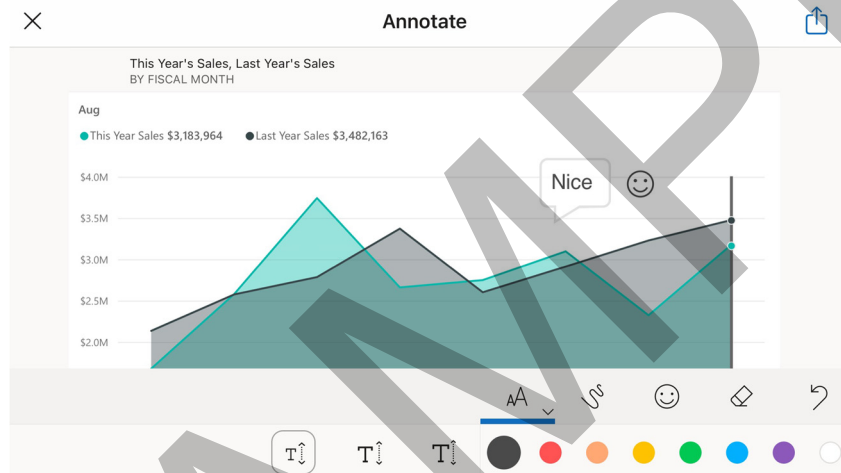 Annotate
This Year's Sales, Last Year's Sales
BY FISCAL MONTH
Aug
This Year Sales $3,183,964 Last Year Sales $3,482,163
$4.0M
Nice
$3.5M
$3.0M
$2.5M
$2.0M
AA
T T T